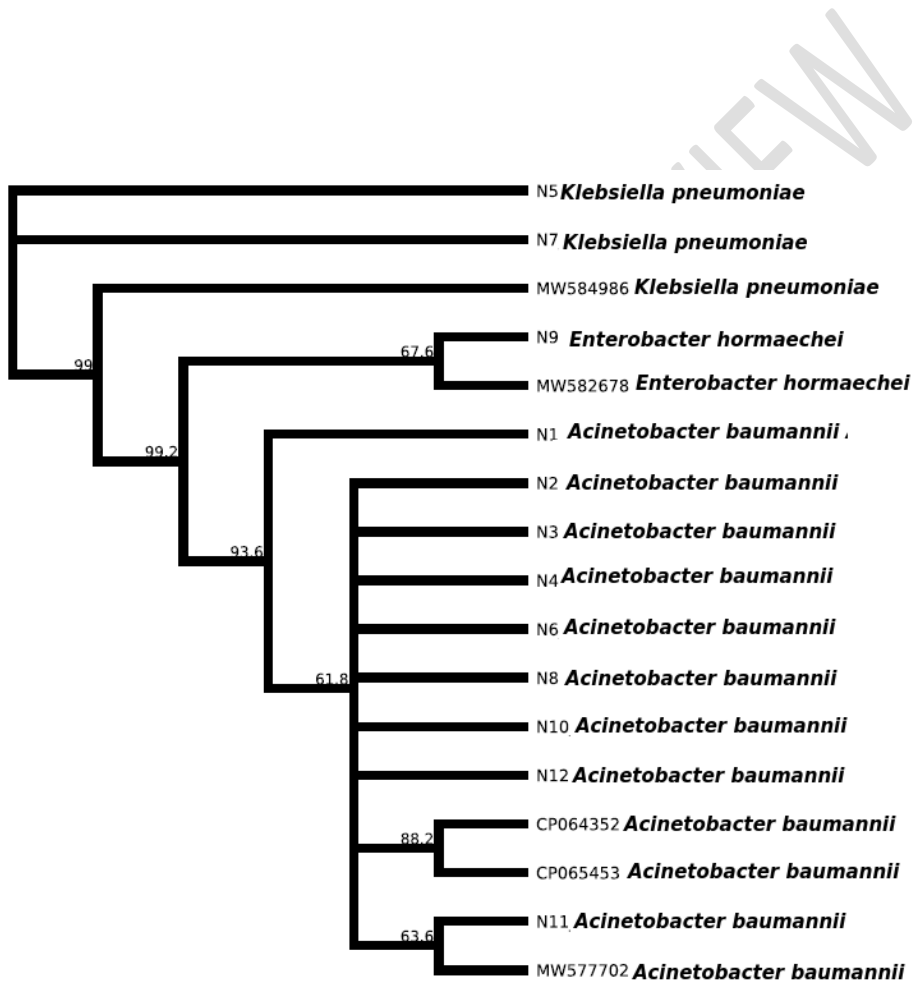 N5 Klebsiella pneumoniae
N7 Klebsiella pneumoniae
MW584986 Klebsiella pneumoniae
N9 Enterobacter hormaechei
67.6
99
MW582678 Enterobacter hormaechei
N1 Acinetobacter baumannii
99.2
N2 Acinetobacter baumannii
N3 Acinetobacter baumannii
93.6
N4 Acinetobacter baumannii
N6 Acinetobacter baumannii
N8 Acinetobacter baumannii
61.8
N10 Acinetobacter baumannii
N12 Acinetobacter baumannii
CP064352 Acinetobacter baumannii
88.2
CP065453 Acinetobacter baumannii
N11 Acinetobacter baumannii
63.6
MW577702 Acinetobacter baumannii